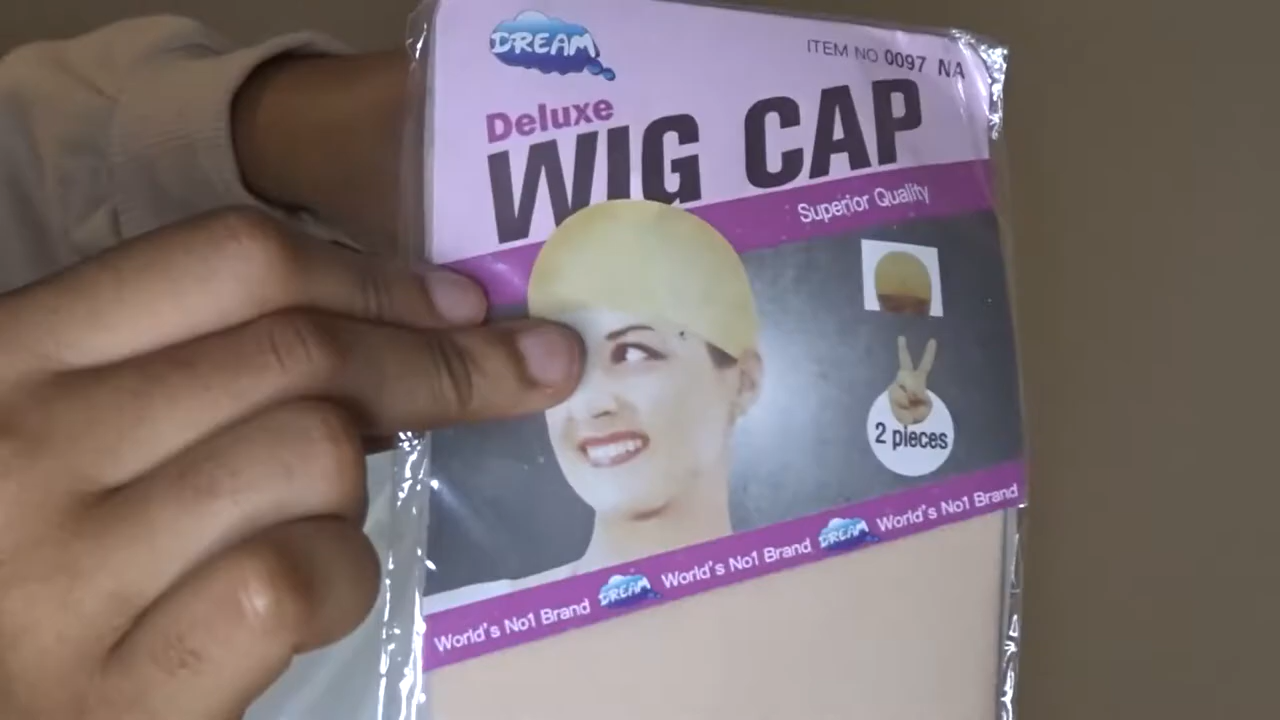 DREAM
ITEM NO 0097 NA
Deluxe
WIG CAP
Superior Quality
2 pieces
World's No1 Brand DREAM World's No1 Brand DREAM World's No1 Brand